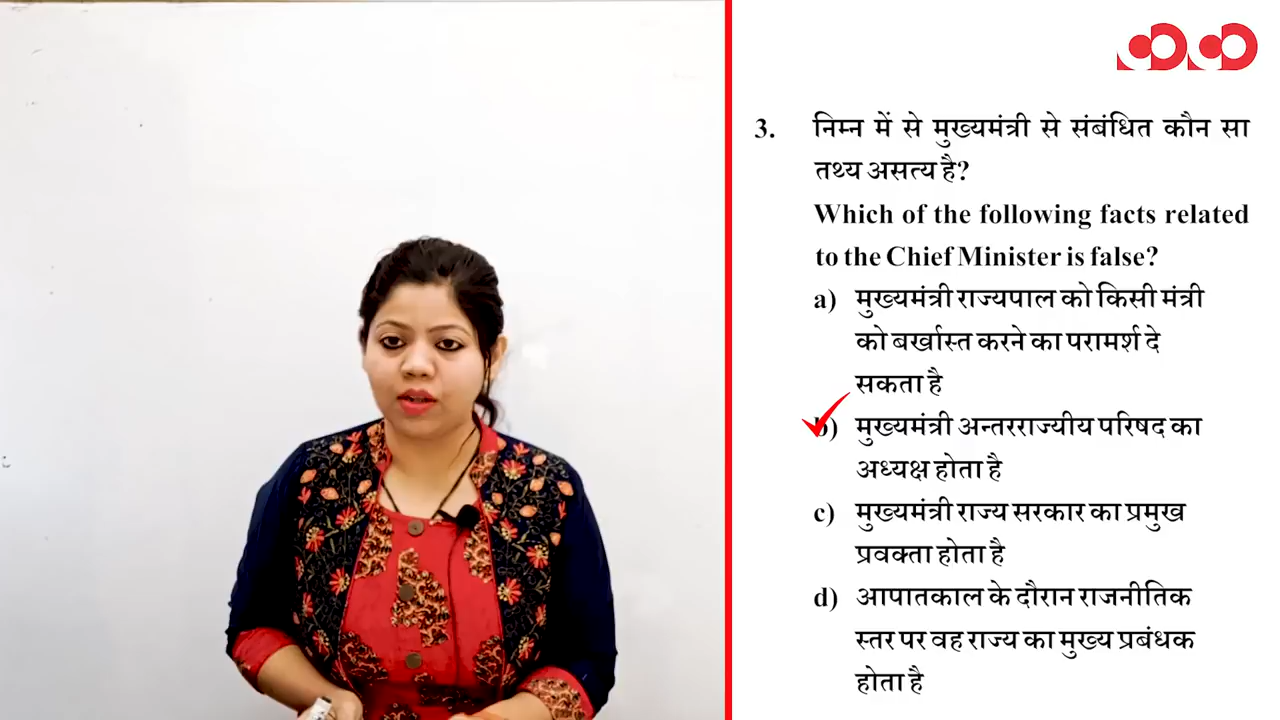 3. निम्न में से मुख्यमंत्री से संबंधित कौन सा
तथ्य असत्य है?
Which of the following facts related
to the Chief Minister is false?
a) मुख्यमंत्री राज्यपाल को किसी मंत्री
को बर्खास्त करने का परामर्श दे
सकता है
b) मुख्यमंत्री अन्तरराज्यीय परिषद का
अध्यक्ष होता है
c) मुख्यमंत्री राज्य सरकार का प्रमुख
प्रवक्ता होता है
d) आपातकाल के दौरान राजनीतिक
स्तर पर वह राज्य का मुख्य प्रबंधक
होता है